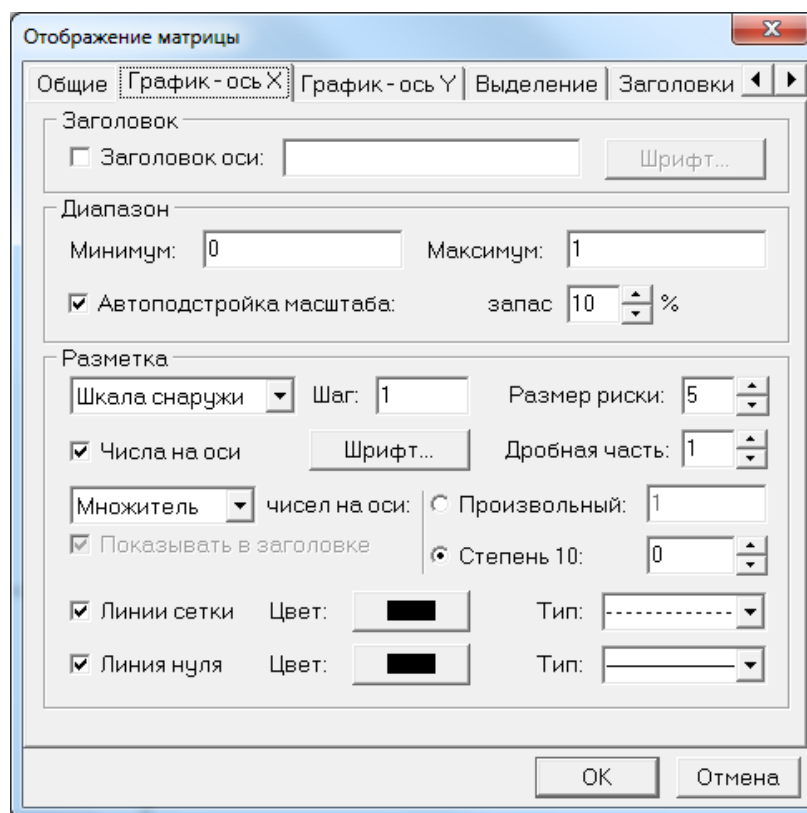 Отображение матрицы
Общие График - ось X График - ось Y Выделение Заголовки
Заголовок
Заголовок оси: Шрифт...
Диапазон
Минимум: 0 Максимум: 1
Автоподстройка масштаба: запас 10 %
Разметка
Шкала снаружи Шаг: 1 Размер риски: 5
Числа на оси Шрифт... Дробная часть: 1
Множитель чисел на оси: Произвольный: 1
Показывать в заголовке Степень 10: 0
Линии сетки Цвет: Тип:
Линия нуля Цвет: Тип:
OK Отмена